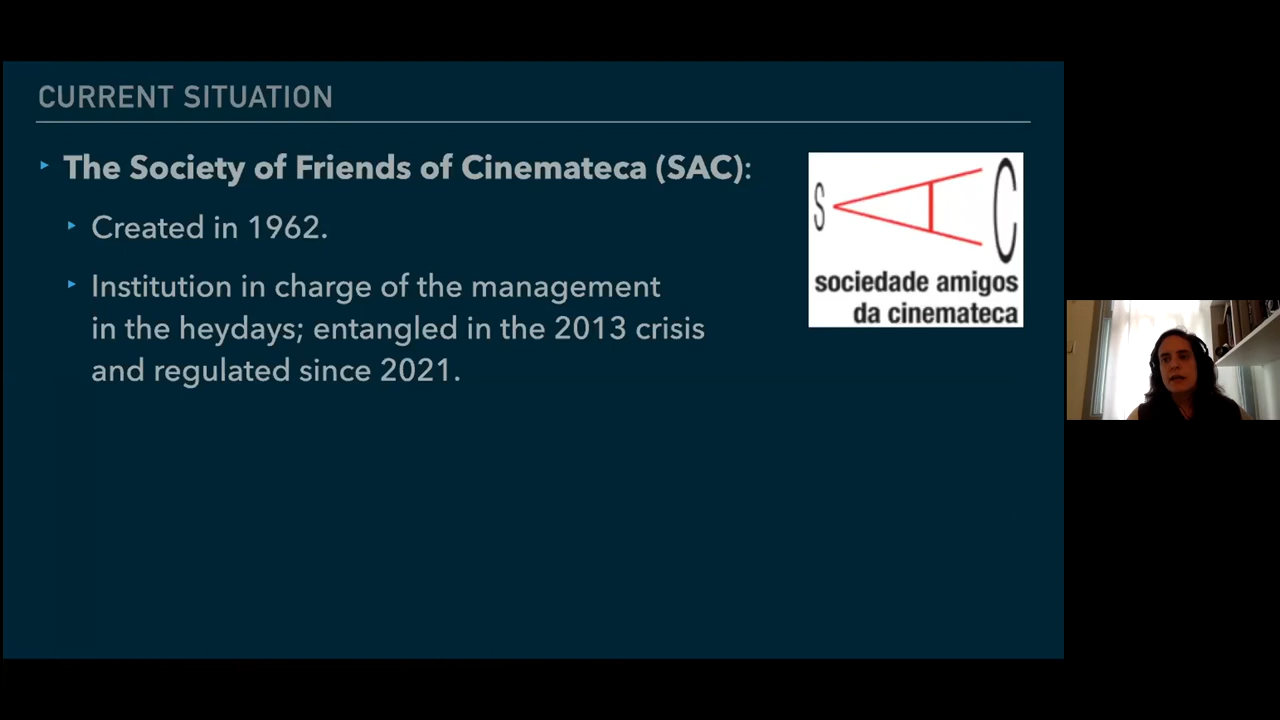 CURRENT SITUATION
The Society of Friends of Cinemateca (SAC):
Created in 1962.
Institution in charge of the management
in the heydays; entangled in the 2013 crisis
and regulated since 2021.
S A C
sociedade amigos
da cinemateca